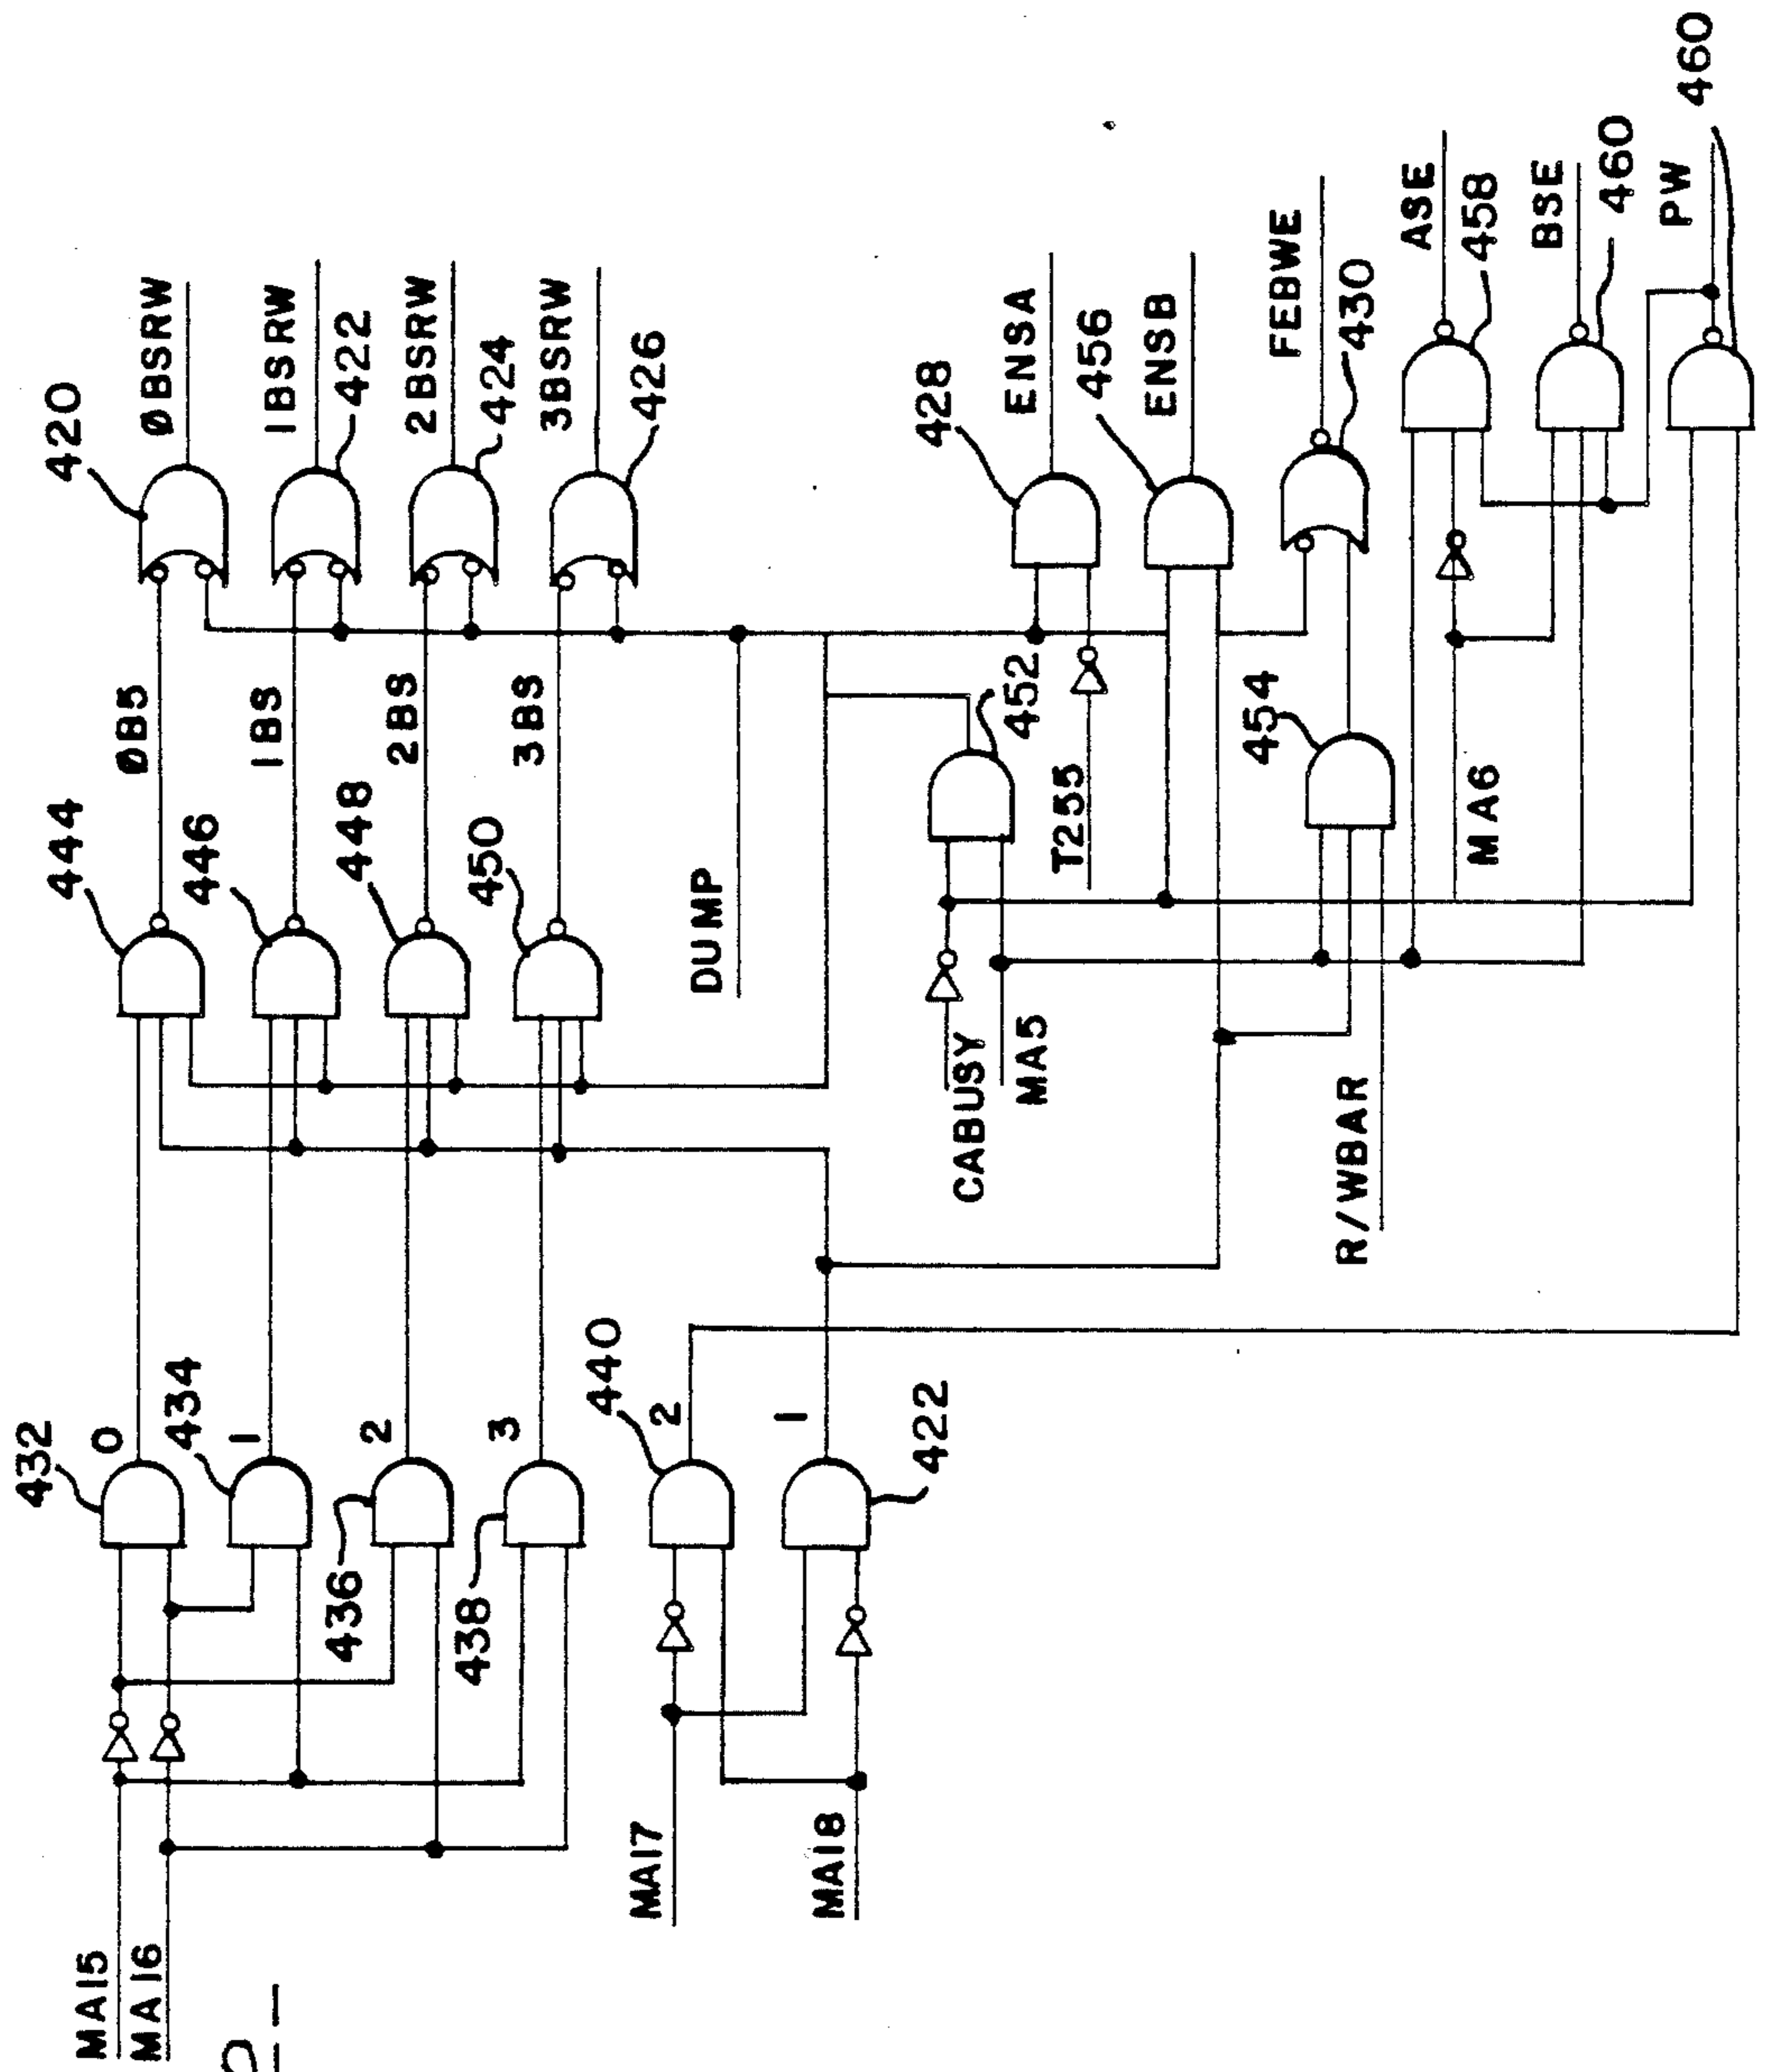 MA15
MA16
432
0
434
1
436
2
438
3
MA17
MA18
440
2
1
422
444
446
448
450
ØB5
1BS
2BS
3BS
420
ØBSRW
1BSRW
422
2BSRW
424
3BSRW
426
DUMP
CABUSY
MA5
452
T255
428
ENSA
456
ENSB
R/WBAR
454
FEBWE
430
MA6
ASE
458
BSE
460
PW
460